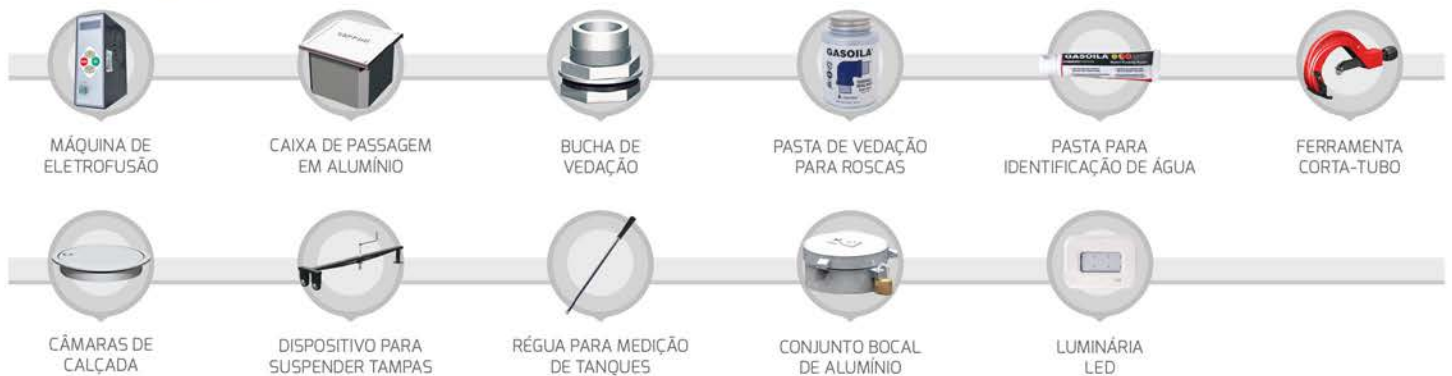 GASOILA
GASOILA
MÁQUINA DE
ELETROFUSÃO
CAIXA DE PASSAGEM
EM ALUMÍNIO
BUCHA DE
VEDAÇÃO
PASTA DE VEDAÇÃO
PARA ROSCAS
PASTA PARA
IDENTIFICAÇÃO DE ÁGUA
FERRAMENTA
CORTA-TUBO
CÂMARAS DE
CALÇADA
DISPOSITIVO PARA
SUSPENDER TAMPAS
RÉGUA PARA MEDIÇÃO
DE TANQUES
CONJUNTO BOCAL
DE ALUMÍNIO
LUMINÁRIA
LED